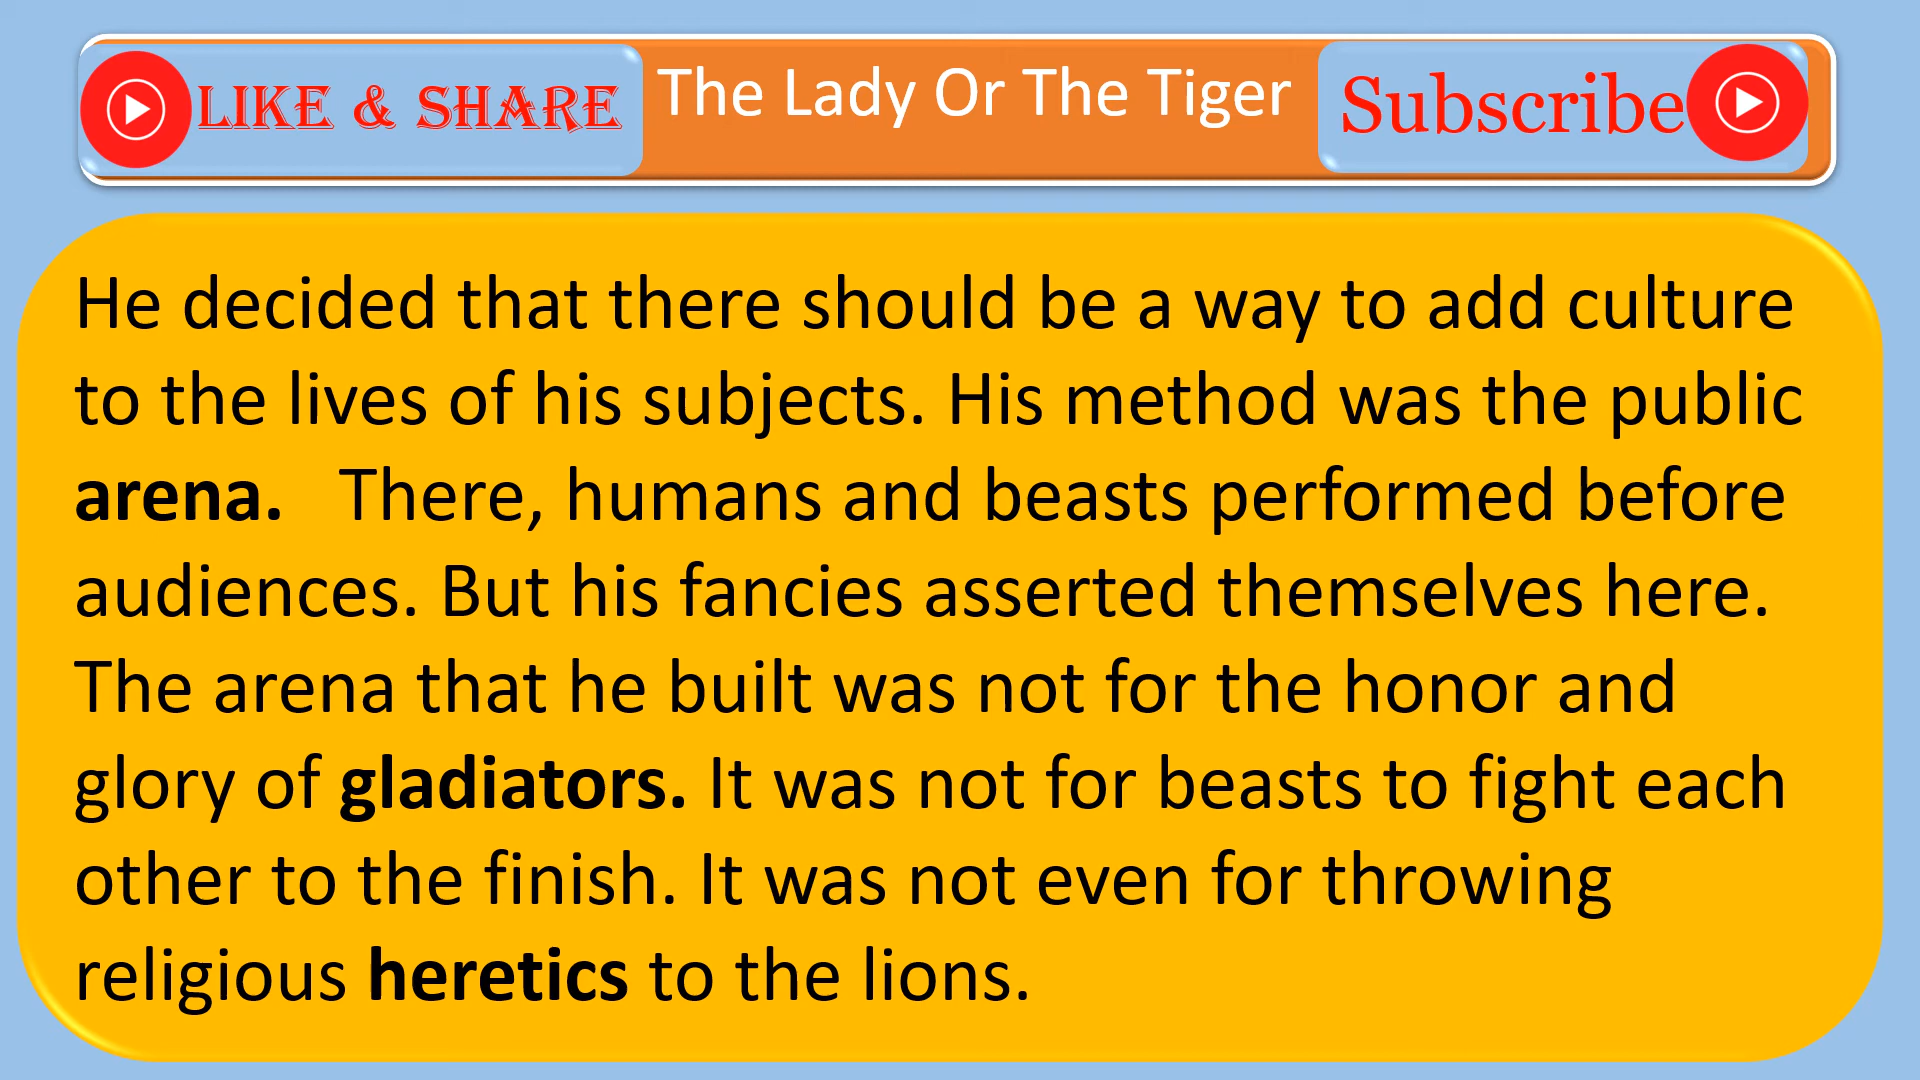 LIKE & SHARE
The Lady Or The Tiger
Subscribe
He decided that there should be a way to add culture
to the lives of his subjects. His method was the public
arena. There, humans and beasts performed before
audiences. But his fancies asserted themselves here.
The arena that he built was not for the honor and
glory of gladiators. It was not for beasts to fight each
other to the finish. It was not even for throwing
religious heretics to the lions.